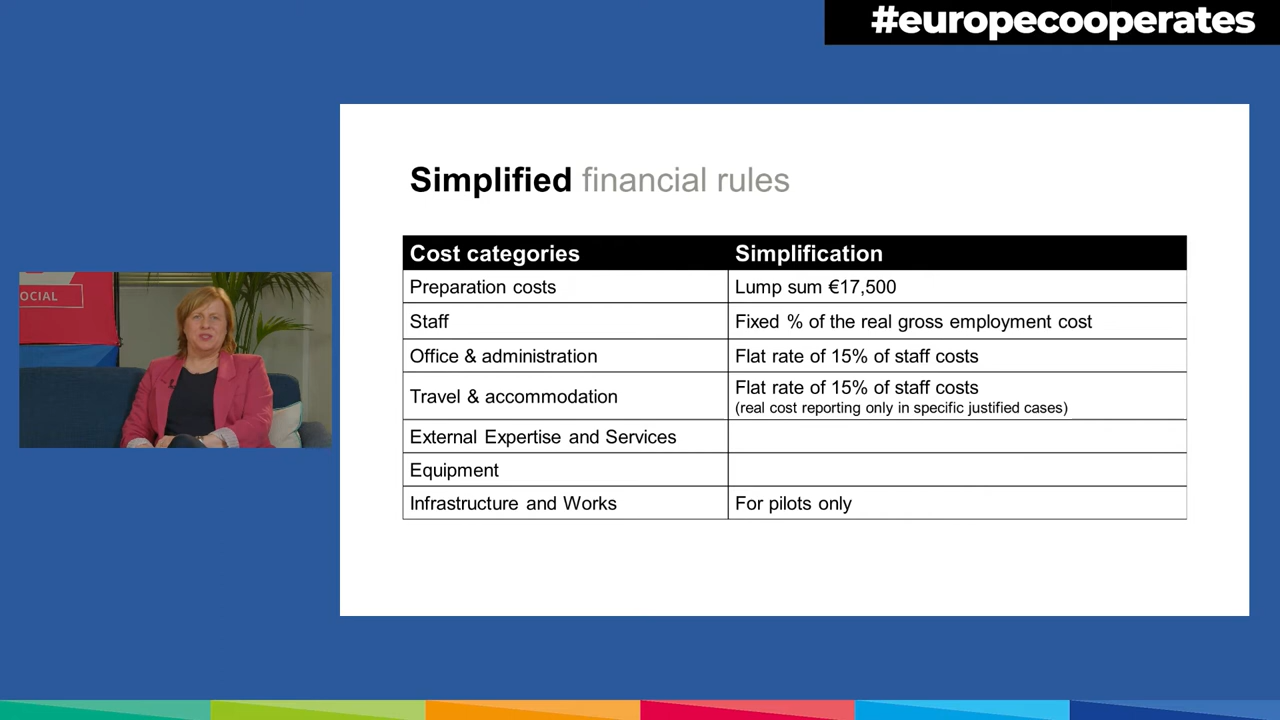 #europecooperates
Simplified financial rules
Cost categories Simplification
Preparation costs Lump sum €17,500
Staff Fixed % of the real gross employment cost
Office & administration Flat rate of 15% of staff costs
Travel & accommodation Flat rate of 15% of staff costs
(real cost reporting only in specific justified cases)
External Expertise and Services
Equipment
Infrastructure and Works For pilots only
OCIAL